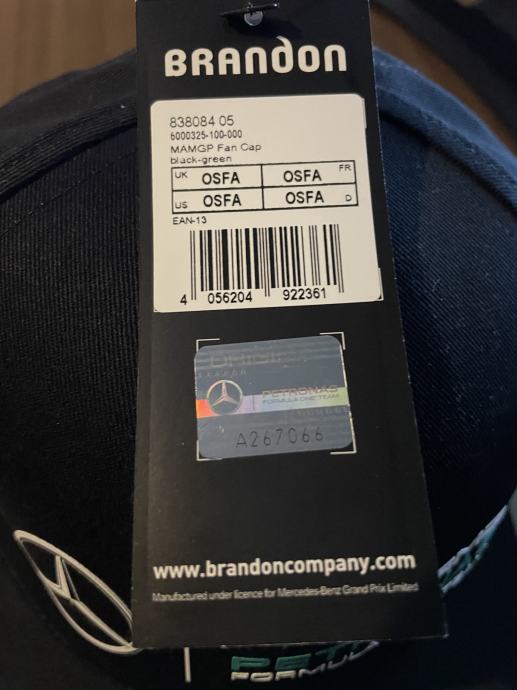 BRANDON
838084 05
6000325-100-000
MAMGP Fan Cap
black-green
UK OSFA OSFA FR
US OSFA OSFA D
EAN-13
4 056204 922361
PETRONAS
FORMULA ONE TEAM
A267066
www.brandoncompany.com
Manufactured under licence for Mercedes-Benz Grand Prix Limited